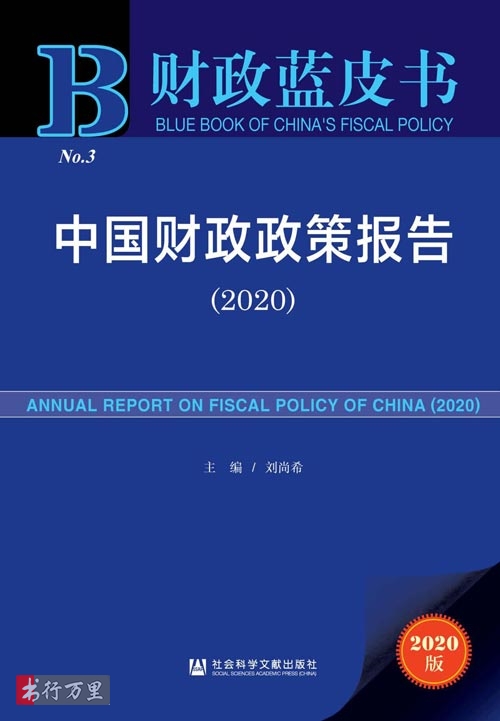 B
财政蓝皮书
BLUE BOOK OF CHINA'S FISCAL POLICY
No.3
中国财政政策报告
(2020)
ANNUAL REPORT ON FISCAL POLICY OF CHINA (2020)
主 编 / 刘尚希
2020
版
社会科学文献出版社
SOCIAL SCIENCES ACADEMIC PRESS (CHINA)
书行万里